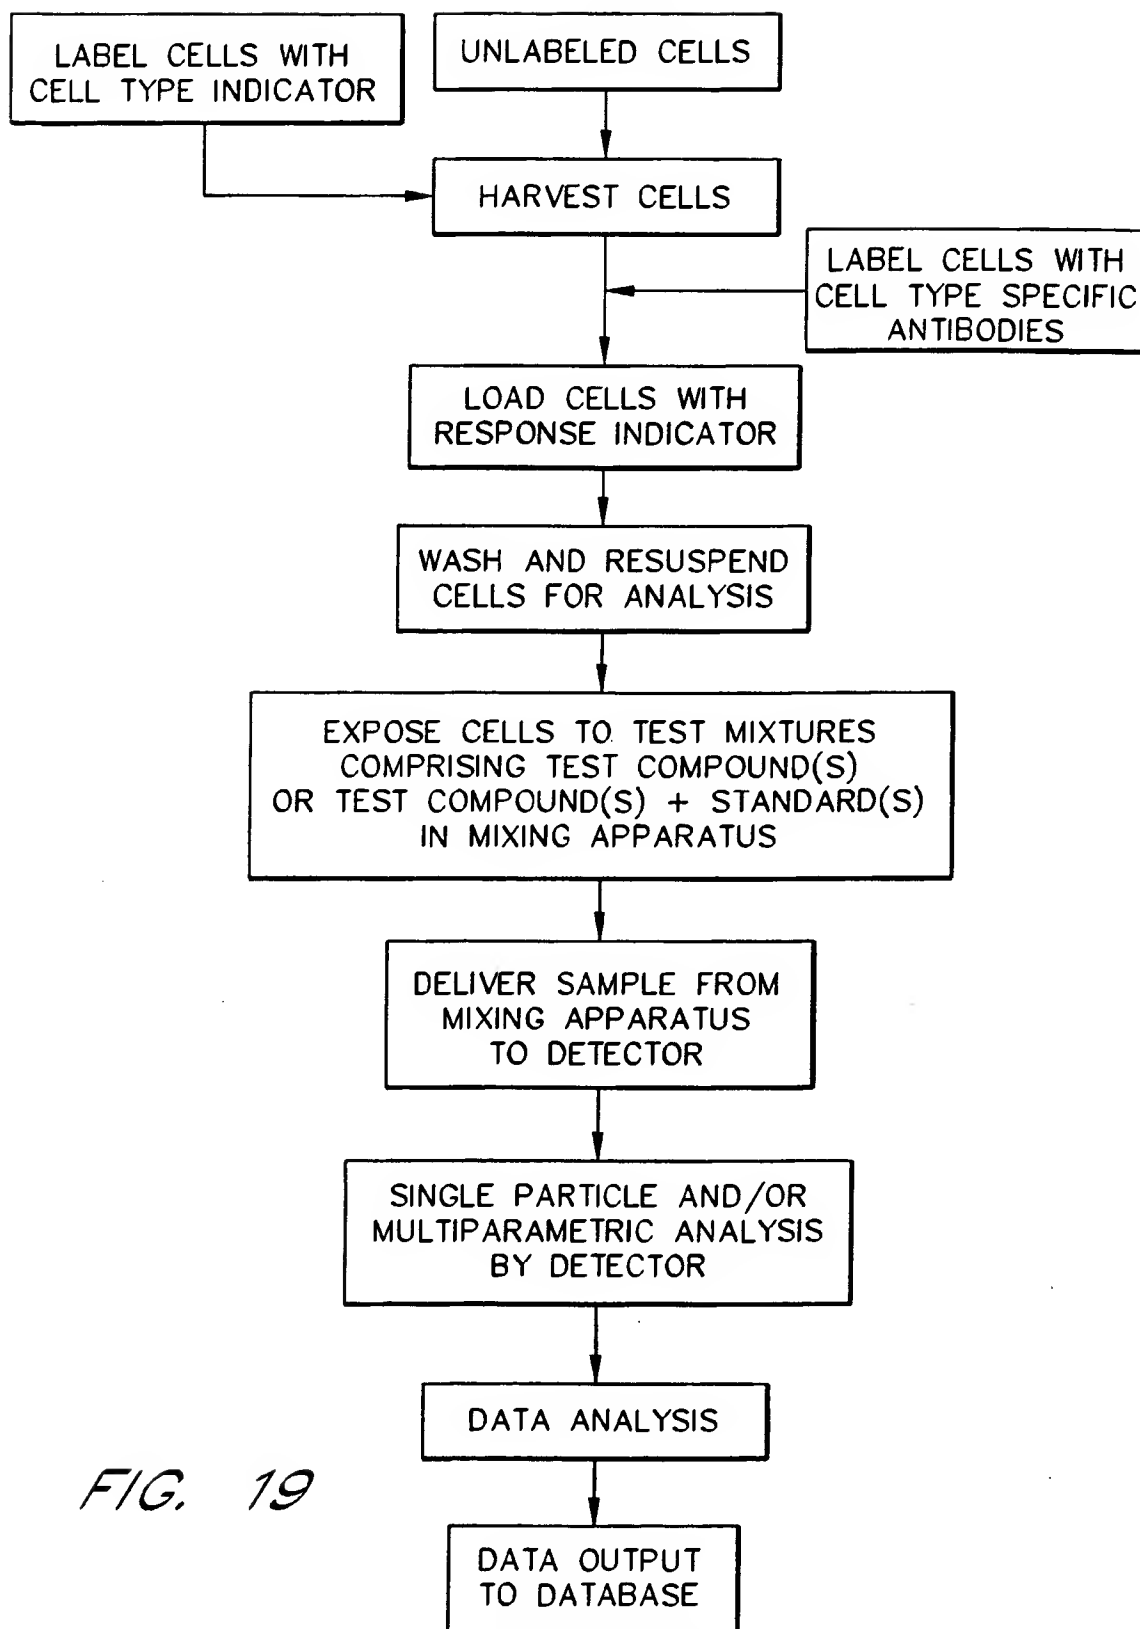 LABEL CELLS WITH
CELL TYPE INDICATOR
UNLABELED CELLS
HARVEST CELLS
LABEL CELLS WITH
CELL TYPE SPECIFIC
ANTIBODIES
LOAD CELLS WITH
RESPONSE INDICATOR
WASH AND RESUSPEND
CELLS FOR ANALYSIS
EXPOSE CELLS TO TEST MIXTURES
COMPRISING TEST COMPOUND(S)
OR TEST COMPOUND(S) + STANDARD(S)
IN MIXING APPARATUS
DELIVER SAMPLE FROM
MIXING APPARATUS
TO DETECTOR
SINGLE PARTICLE AND/OR
MULTIPARAMETRIC ANALYSIS
BY DETECTOR
DATA ANALYSIS
DATA OUTPUT
TO DATABASE
FIG. 19